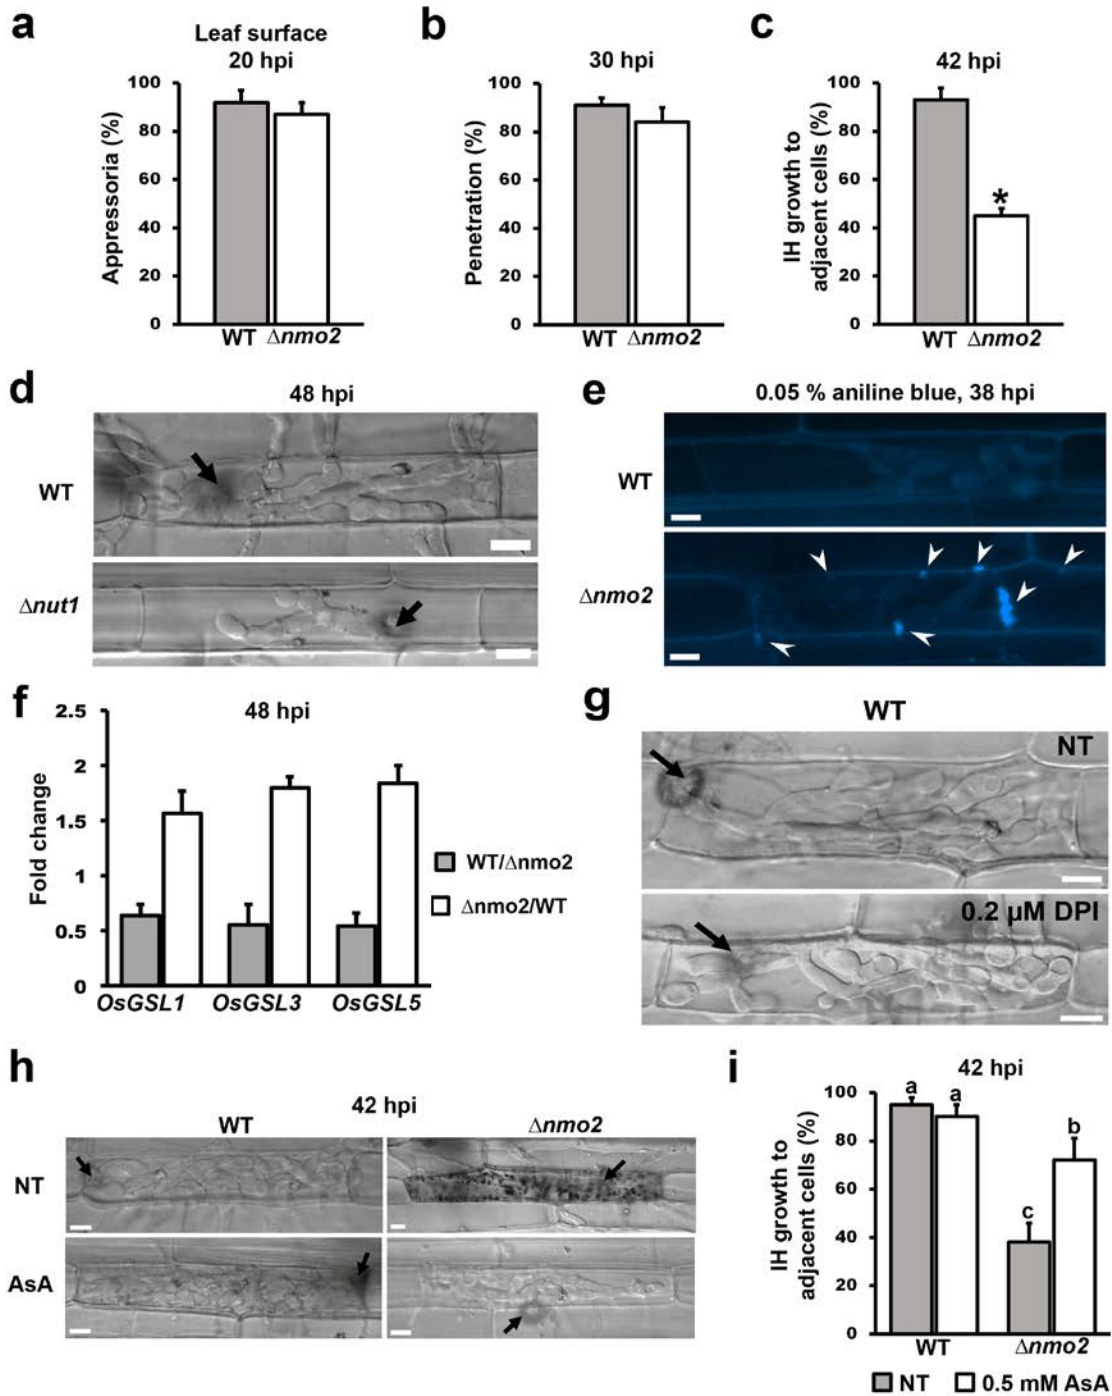 a
Leaf surface
20 hpi
Appressoria (%)
100
80
60
40
20
0
WT Δnmo2
b
30 hpi
Penetration (%)
100
80
60
40
20
0
WT Δnmo2
c
42 hpi
IH growth to
adjacent cells (%)
100
80
60
40
20
0
*
WT Δnmo2
d
48 hpi
WT
Δnut1
e
0.05 % aniline blue, 38 hpi
WT
Δnmo2
f
48 hpi
Fold change
2.5
2
1.5
1
0.5
0
OsGSL1 OsGSL3 OsGSL5
WT/Δnmo2
Δnmo2/WT
g
WT
NT
0.2 µM DPI
h
42 hpi
WT Δnmo2
NT
AsA
i
42 hpi
IH growth to
adjacent cells (%)
100
80
60
40
20
0
a a
b
c
WT Δnmo2
NT 0.5 mM AsA